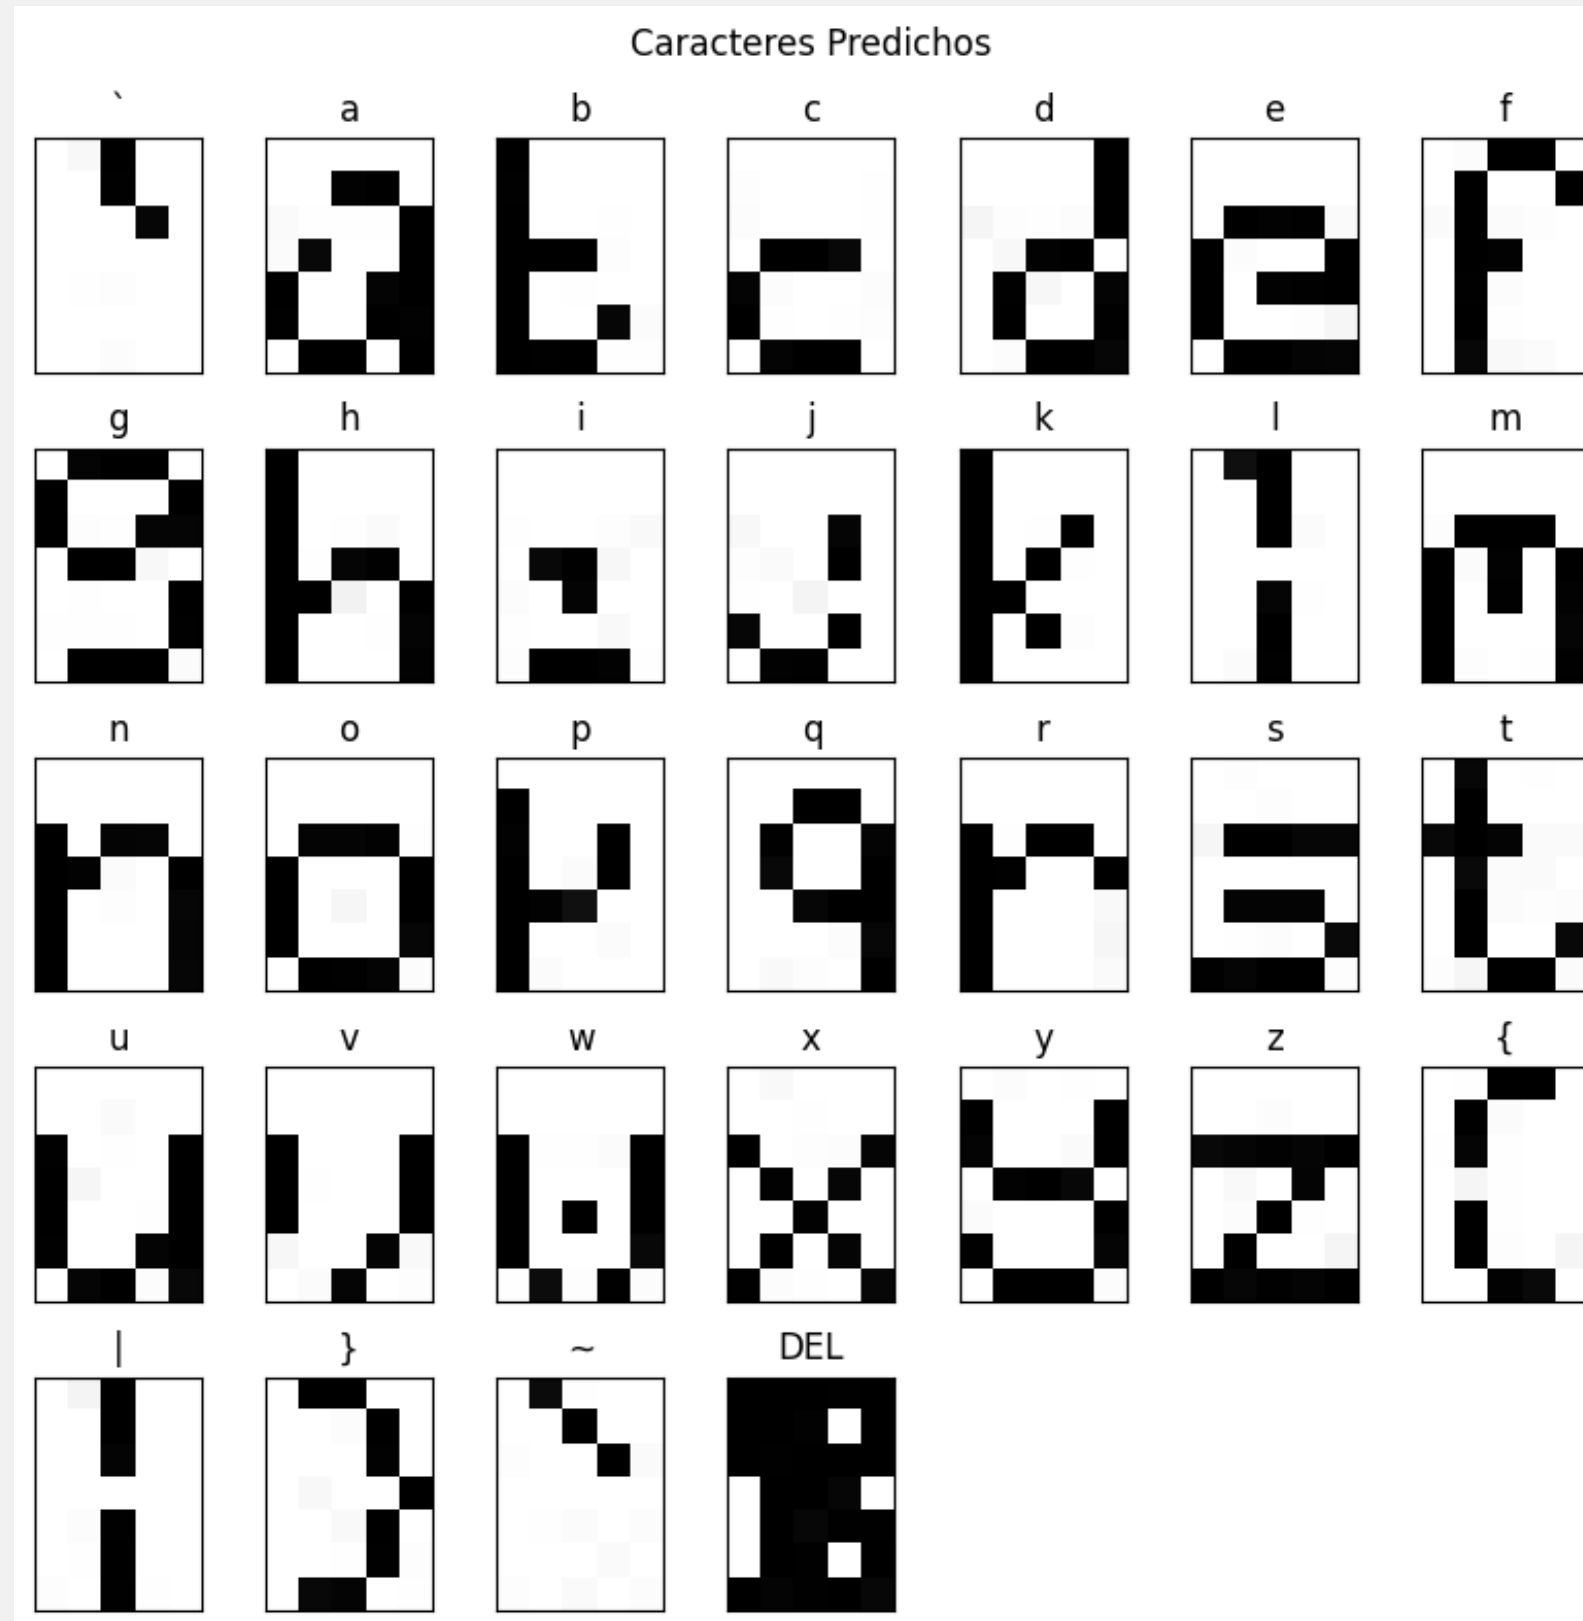 Caracteres Predichos
` a b c d e f
g h i j k l m
n o p q r s t
u v w x y z {
| } ~ DEL